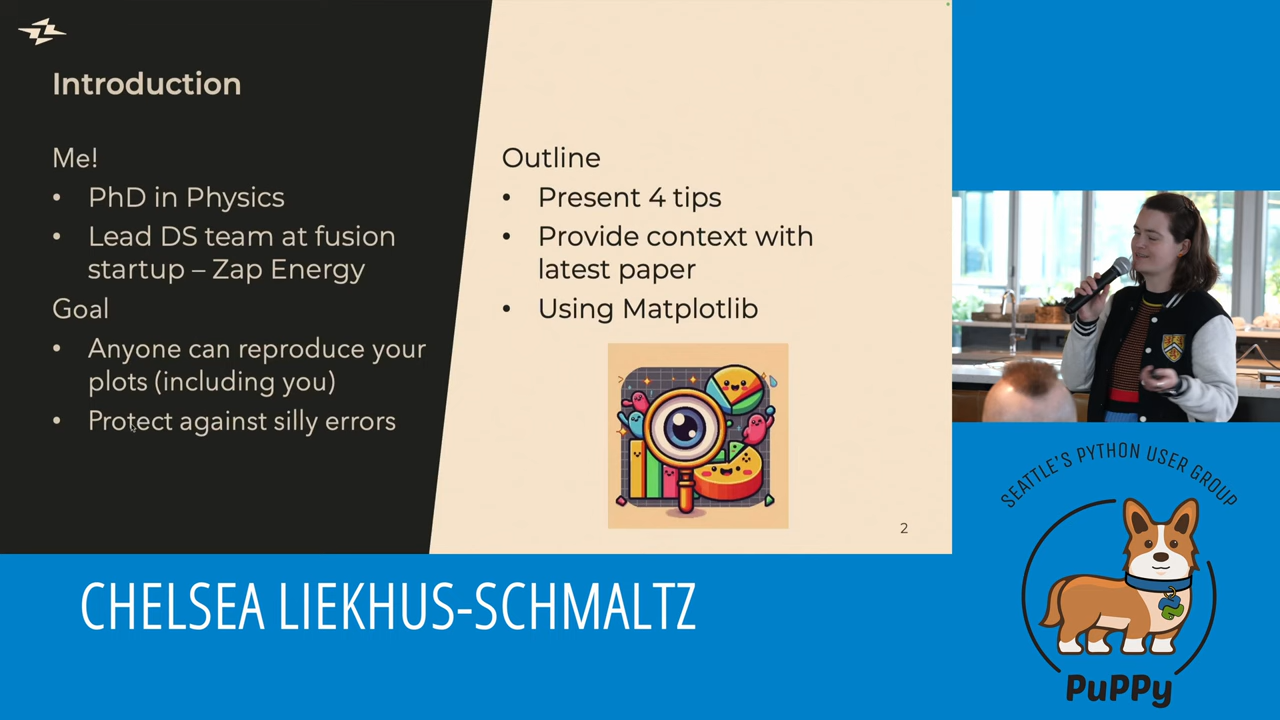 Introduction
Me!
• PhD in Physics
• Lead DS team at fusion
startup – Zap Energy
Goal
• Anyone can reproduce your
plots (including you)
• Protect against silly errors
Outline
• Present 4 tips
• Provide context with
latest paper
• Using Matplotlib
2
CHELSEA LIEKHUS-SCHMALTZ
SEATTLE'S PYTHON USER GROUP
PuPPy